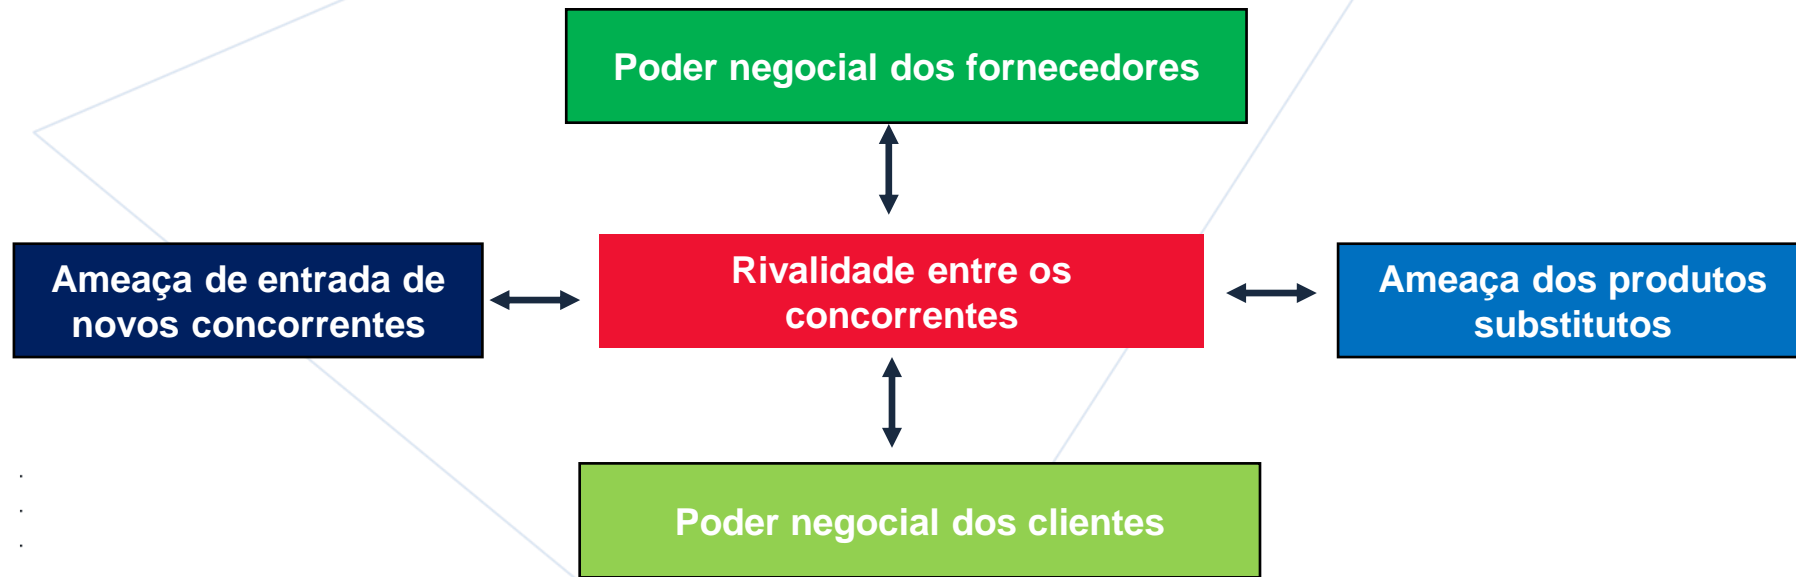 Poder negocial dos fornecedores
Ameaça de entrada de
novos concorrentes
Rivalidade entre os
concorrentes
Ameaça dos produtos
substitutos
Poder negocial dos clientes